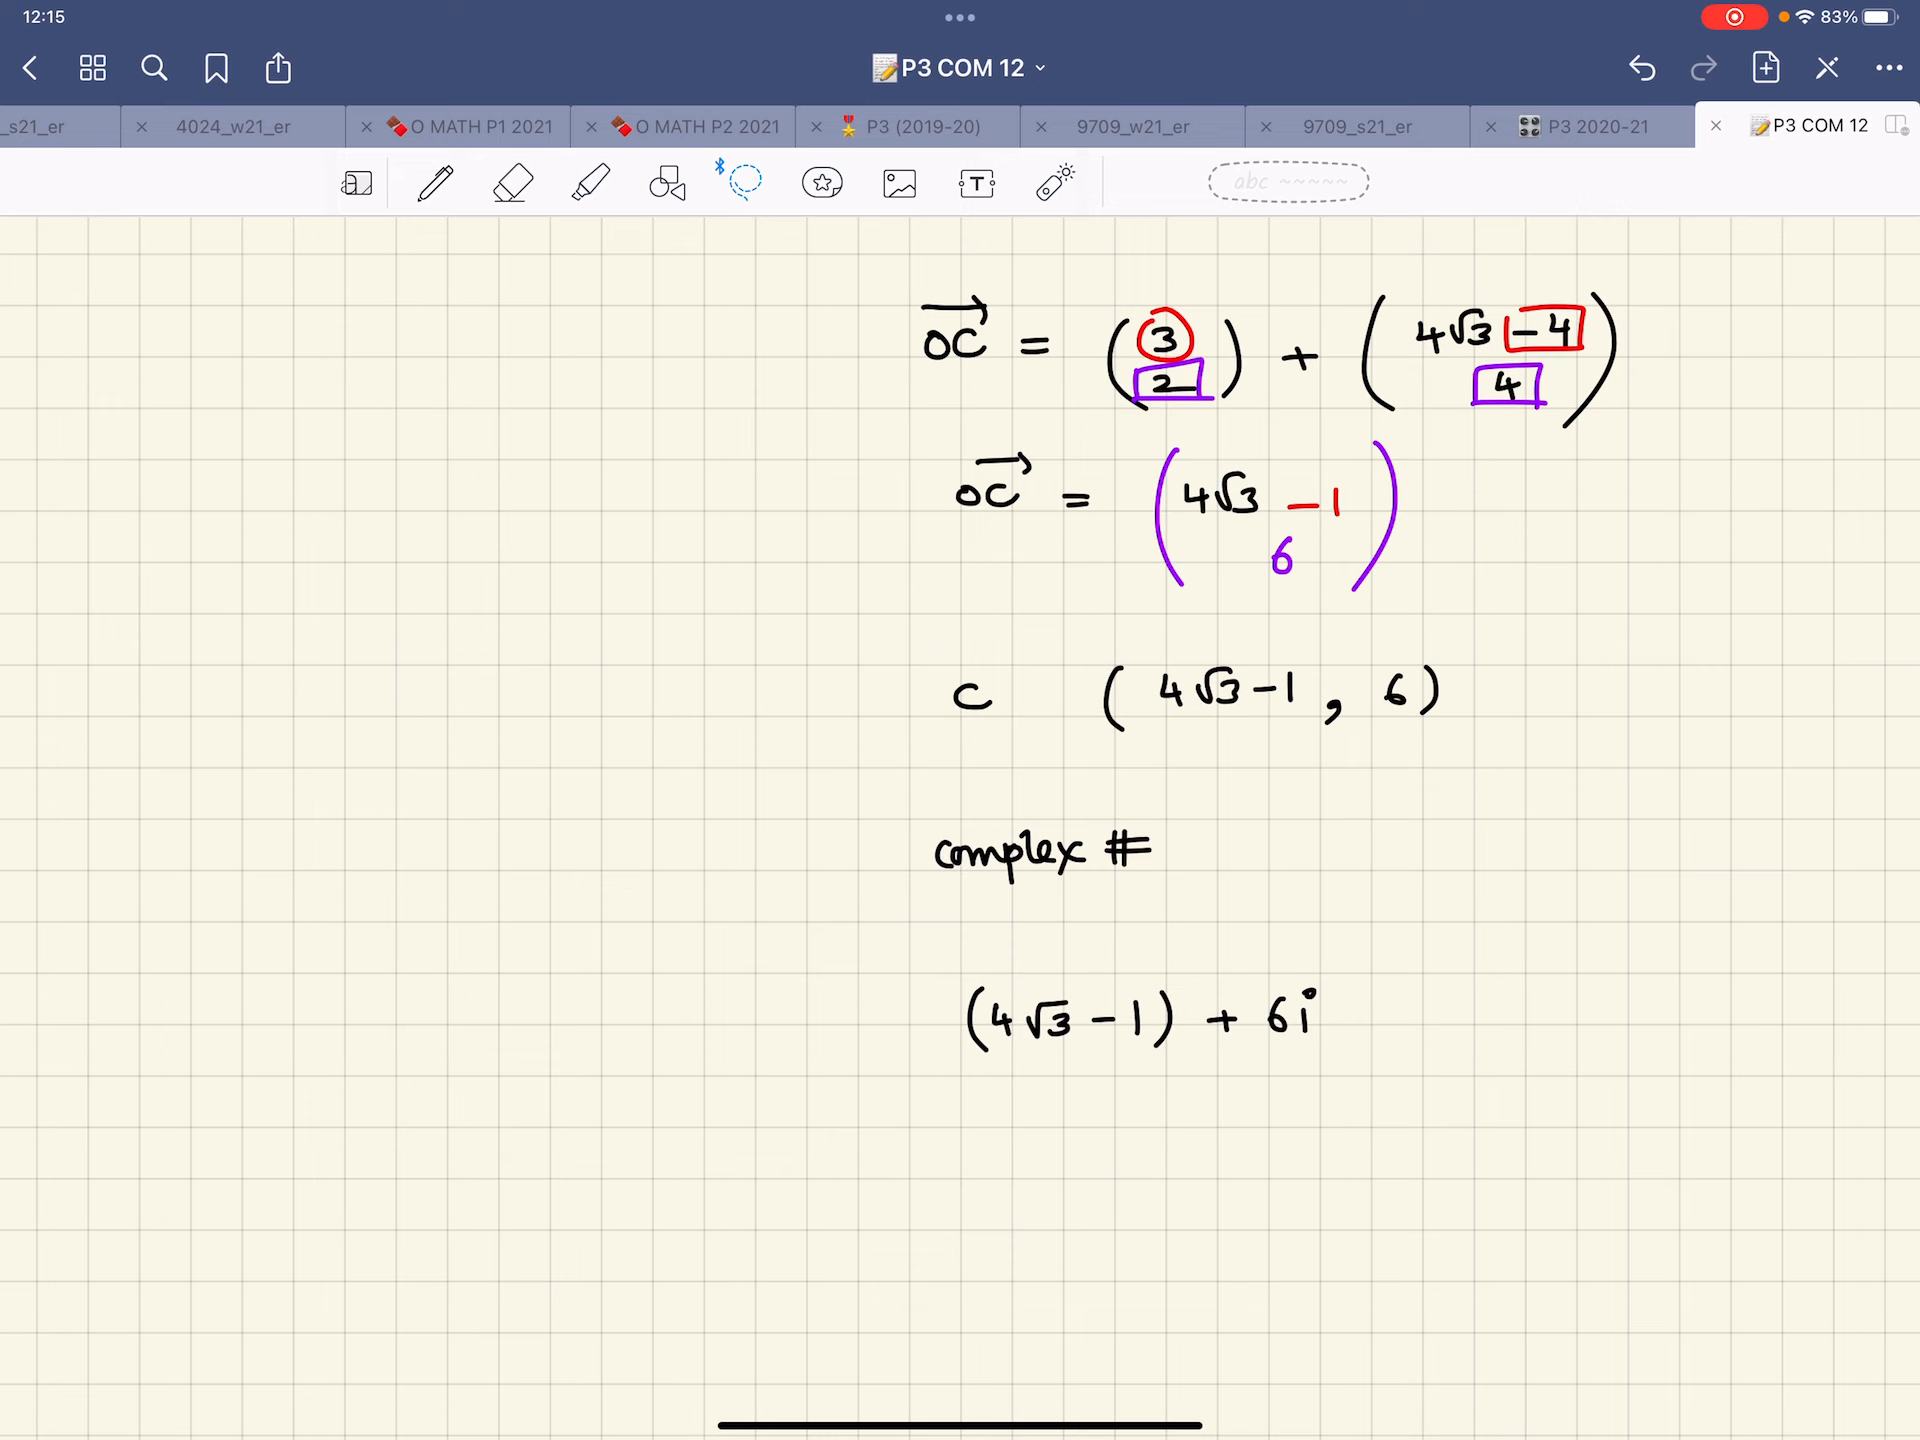 12:15
83%
P3 COM 12
_s21_er
4024_w21_er
O MATH P1 2021
O MATH P2 2021
P3 (2019-20)
9709_w21_er
9709_s21_er
P3 2020-21
P3 COM 12
a
T
abc ~~~~~
→OC = (3 2) + (4√3 - 4 4)
→OC = (4√3 - 1 6)
C (4√3 - 1, 6)
complex #
(4√3 - 1) + 6i